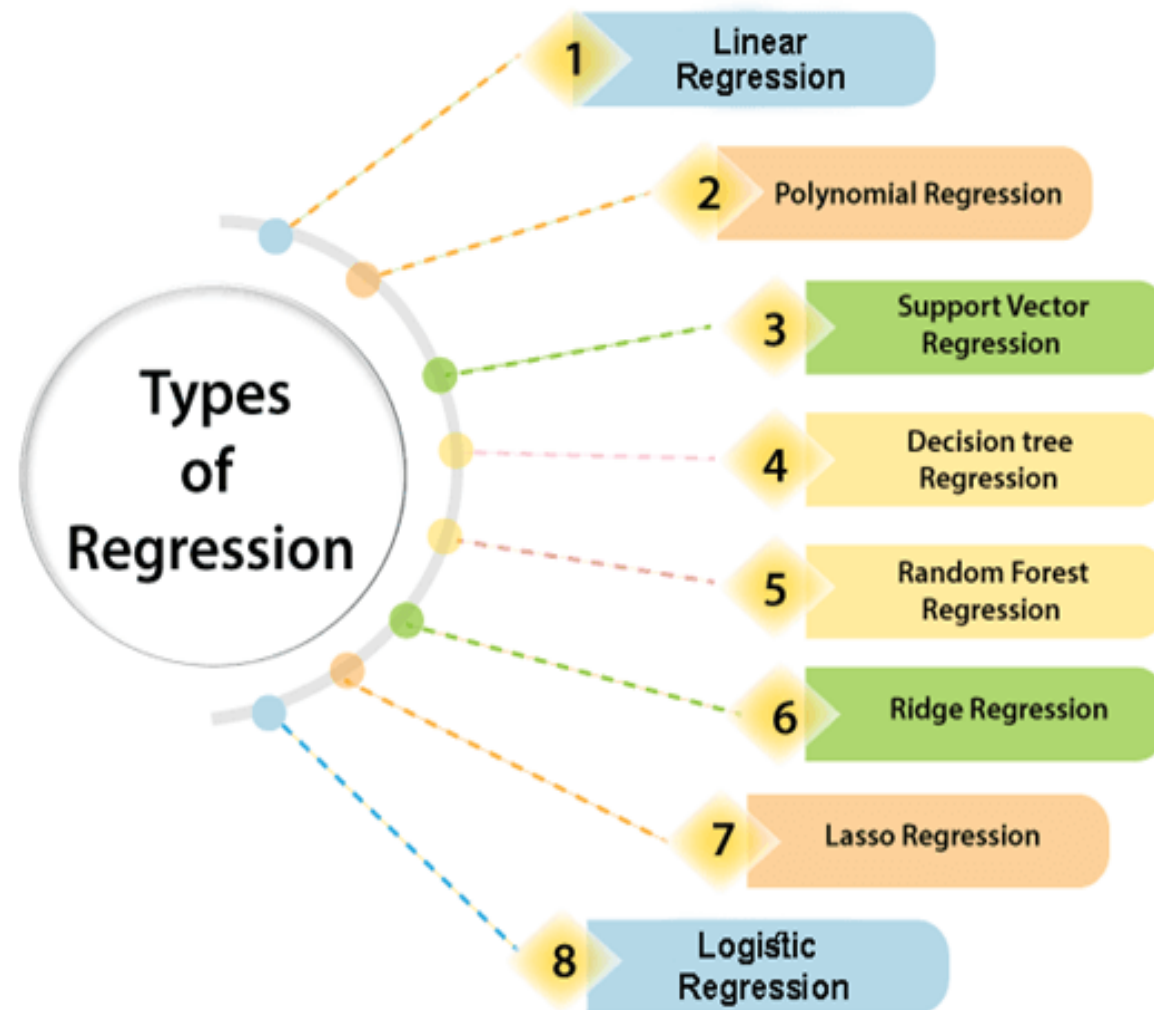 Types
of
Regression
1
Linear
Regression
2
Polynomial Regression
3
Support Vector
Regression
4
Decision tree
Regression
5
Random Forest
Regression
6
Ridge Regression
7
Lasso Regression
8
Logistic
Regression